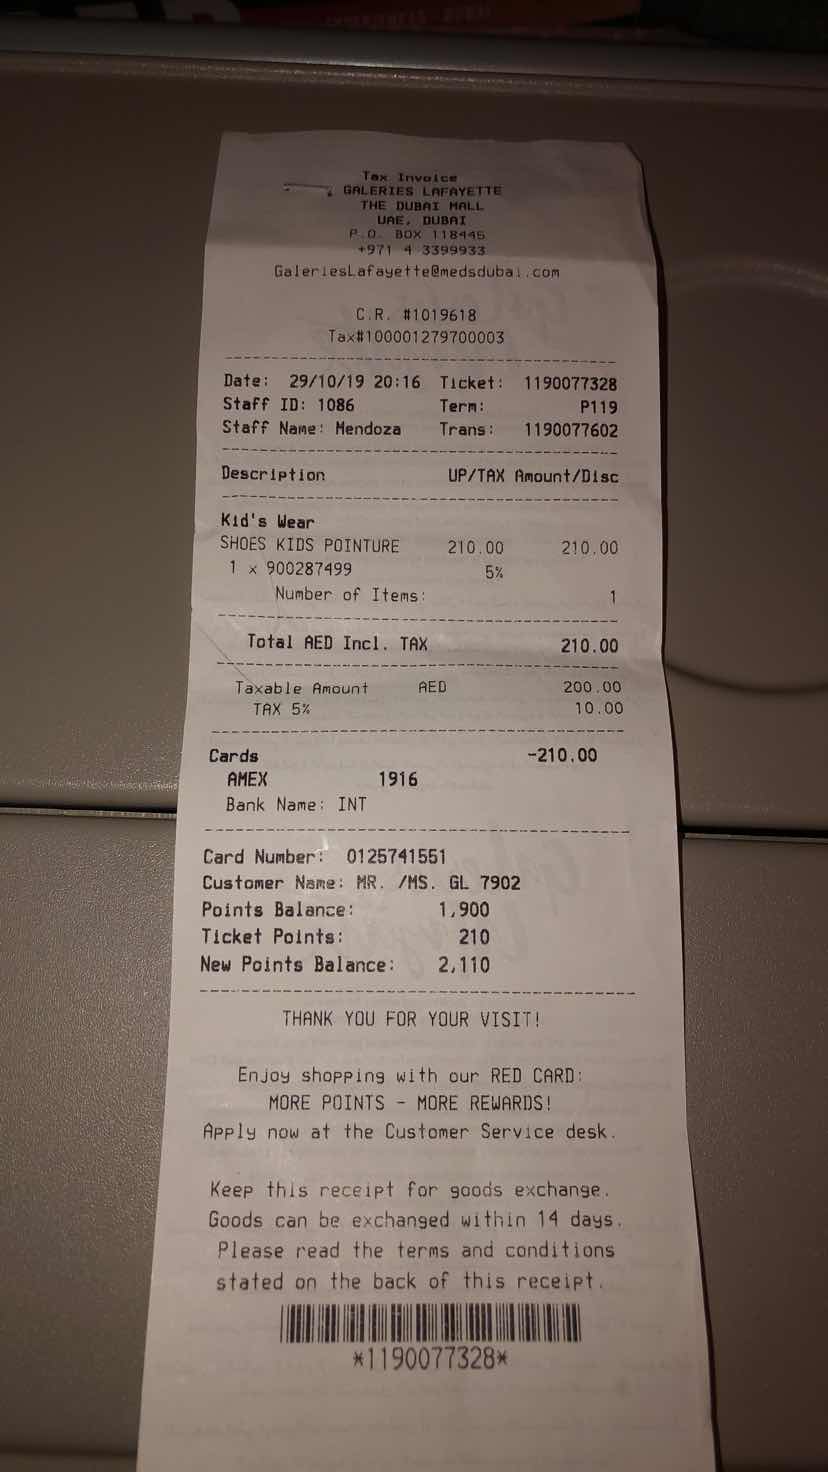 Tax Invoice
GALERIES LAFAYETTE
THE DUBAI MALL
UAE, DUBAI
P.O. BOX 118445
+971 4 3399933
GaleriesLafayette@medsdubai.com
C.R. #1019618
Tax#100001279700003
Date: 29/10/19 20:16 Ticket: 1190077328
Staff ID: 1086 Term: P119
Staff Name: Mendoza Trans: 1190077602
Description UP/TAX Amount/Disc
Kid's Wear
SHOES KIDS POINTURE 210.00 210.00
1 x 900287499 5%
Number of Items: 1
Total AED Incl. TAX 210.00
Taxable Amount AED 200.00
TAX 5% 10.00
Cards -210.00
AMEX 1916
Bank Name: INT
Card Number: 0125741551
Customer Name: MR. /MS. GL 7902
Points Balance: 1,900
Ticket Points: 210
New Points Balance: 2,110
THANK YOU FOR YOUR VISIT!
Enjoy shopping with our RED CARD:
MORE POINTS - MORE REWARDS!
Apply now at the Customer Service desk.
Keep this receipt for goods exchange.
Goods can be exchanged within 14 days.
Please read the terms and conditions
stated on the back of this receipt.
*1190077328*